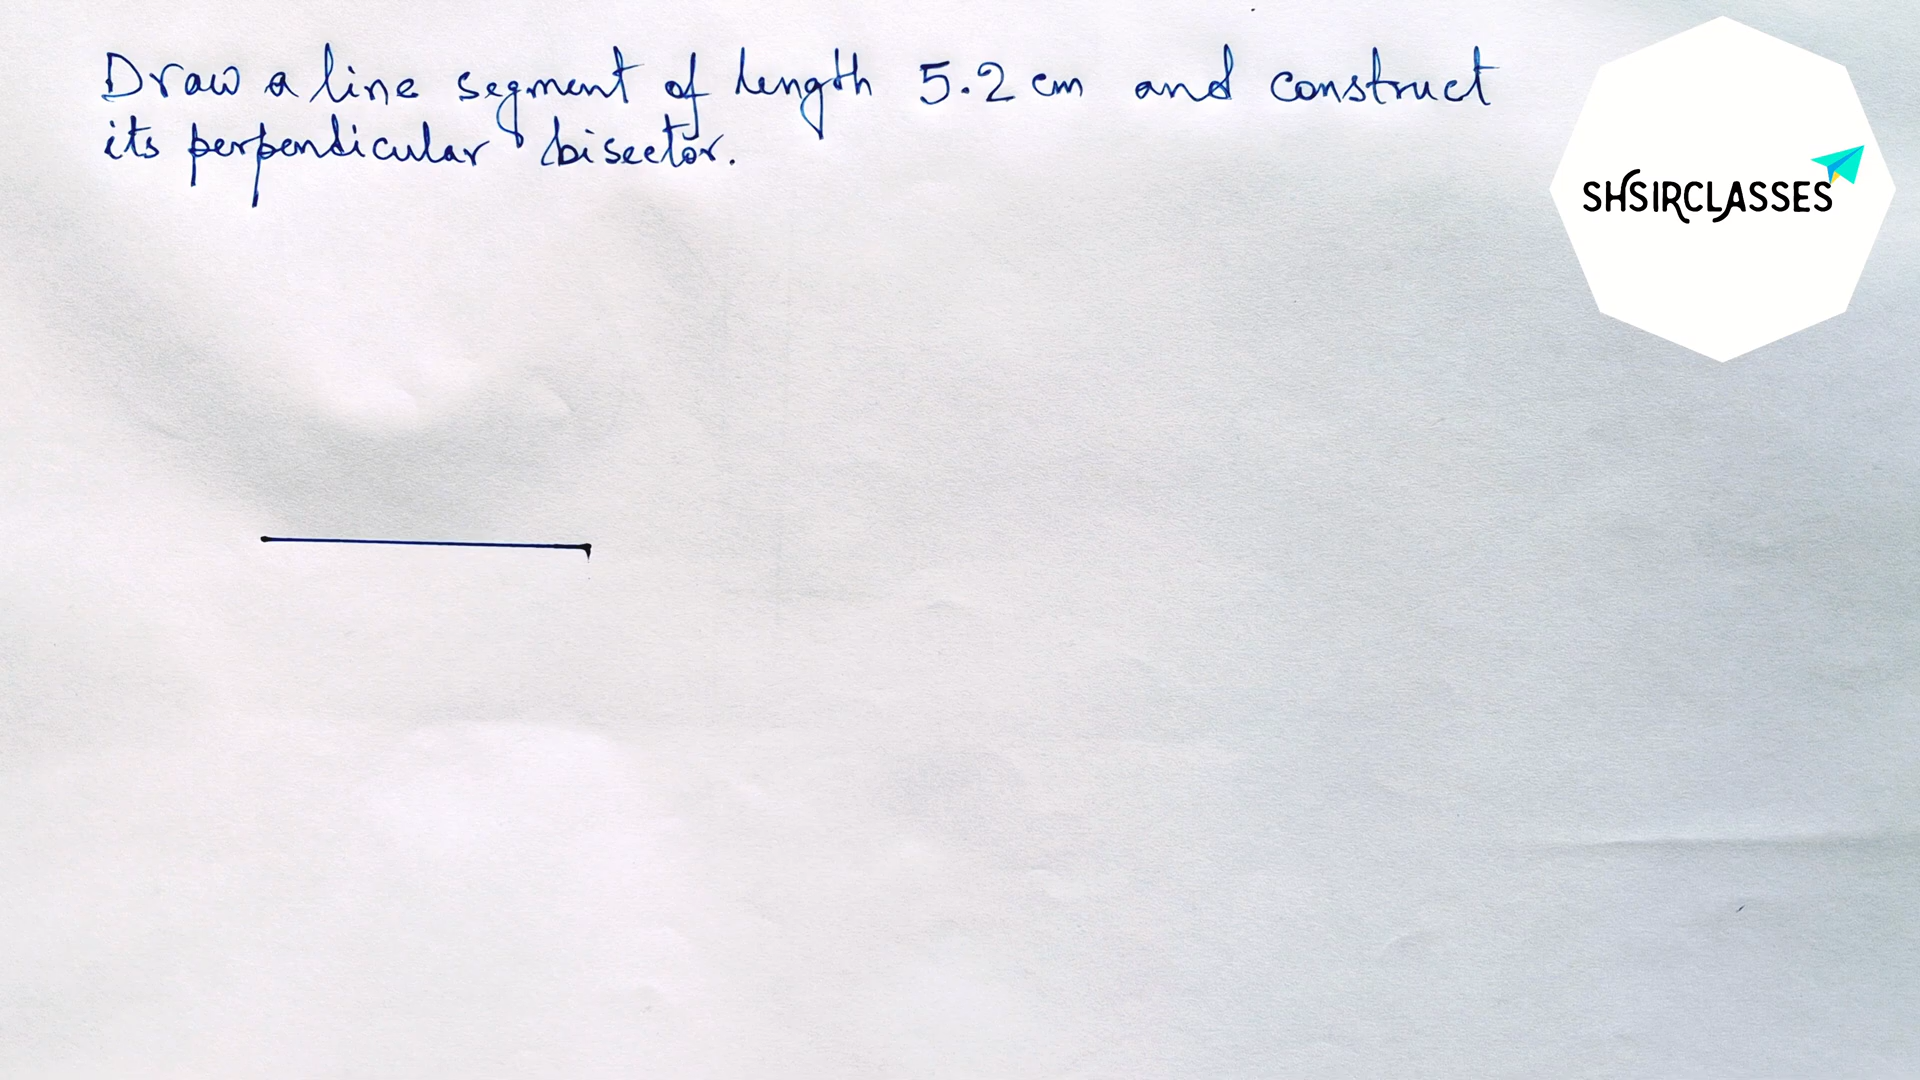 Draw a line segment of length 5.2 cm and construct
its perpendicular bisector.
SHSIRCLASSES